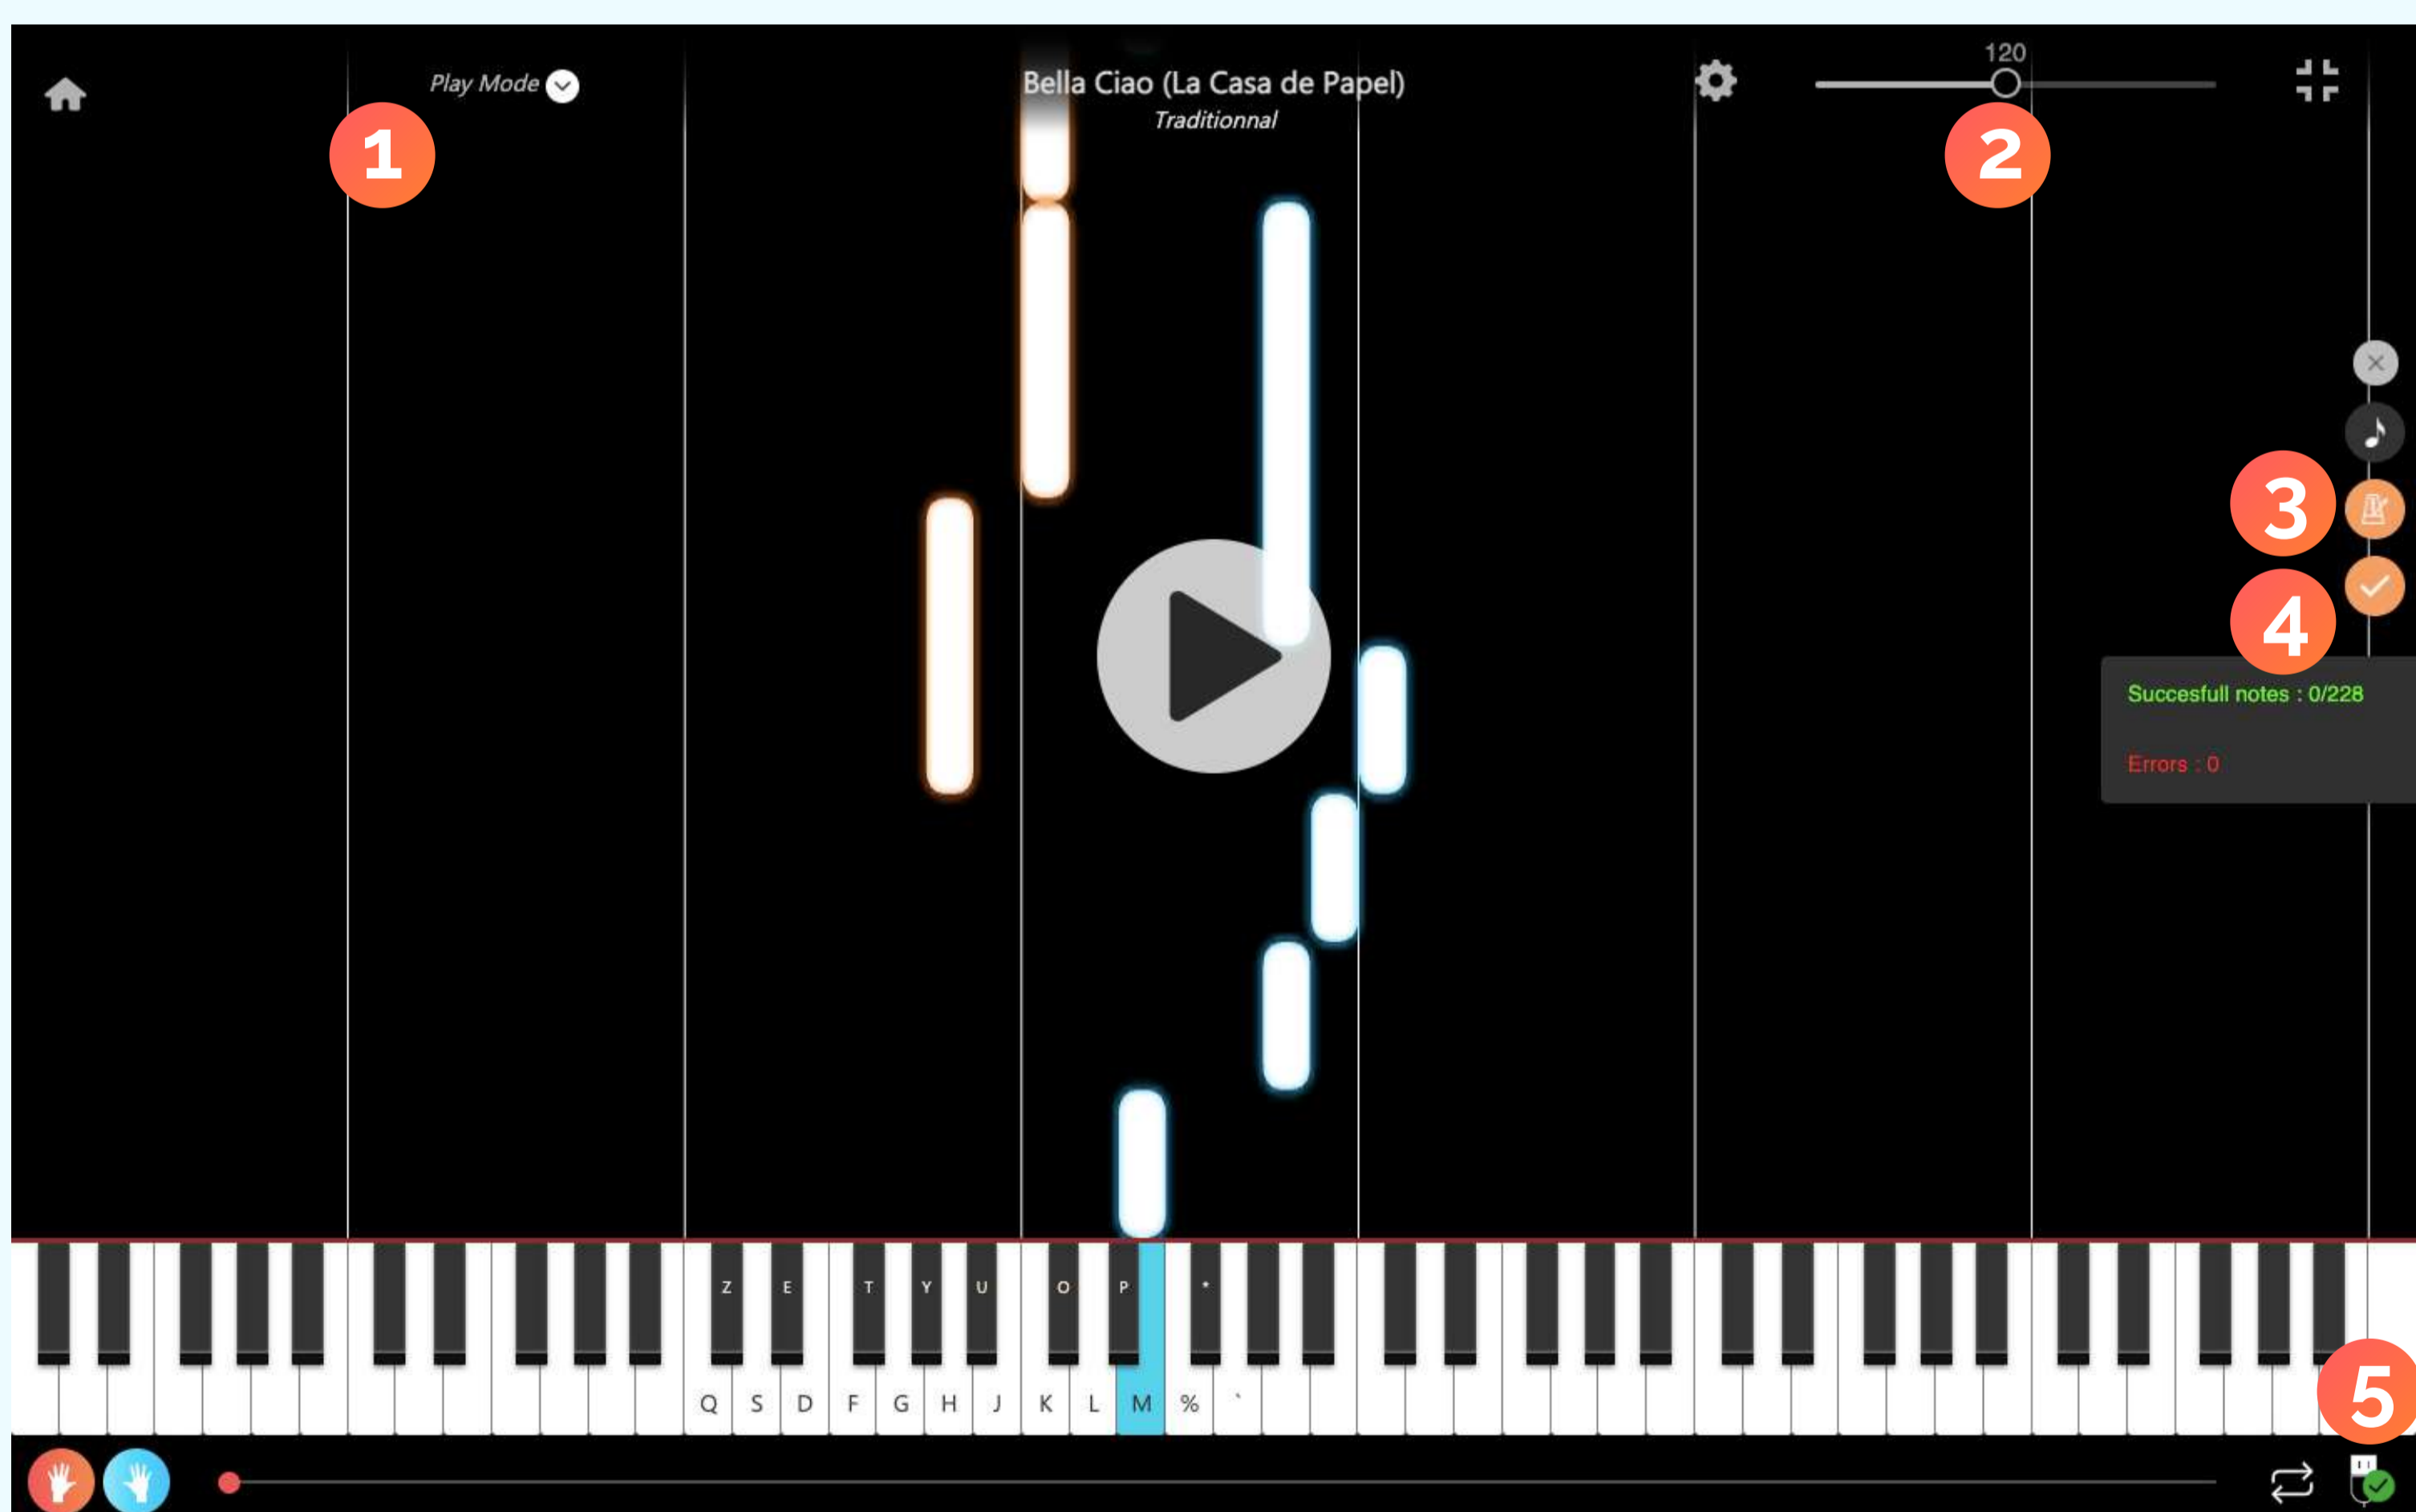 120
Play Mode
Bella Ciao (La Casa de Papel)
Traditionnal
1
2
3
4
Succesfull notes : 0/228
Errors : 0
Z E T Y U O P *
Q S D F G H J K L M % `
5